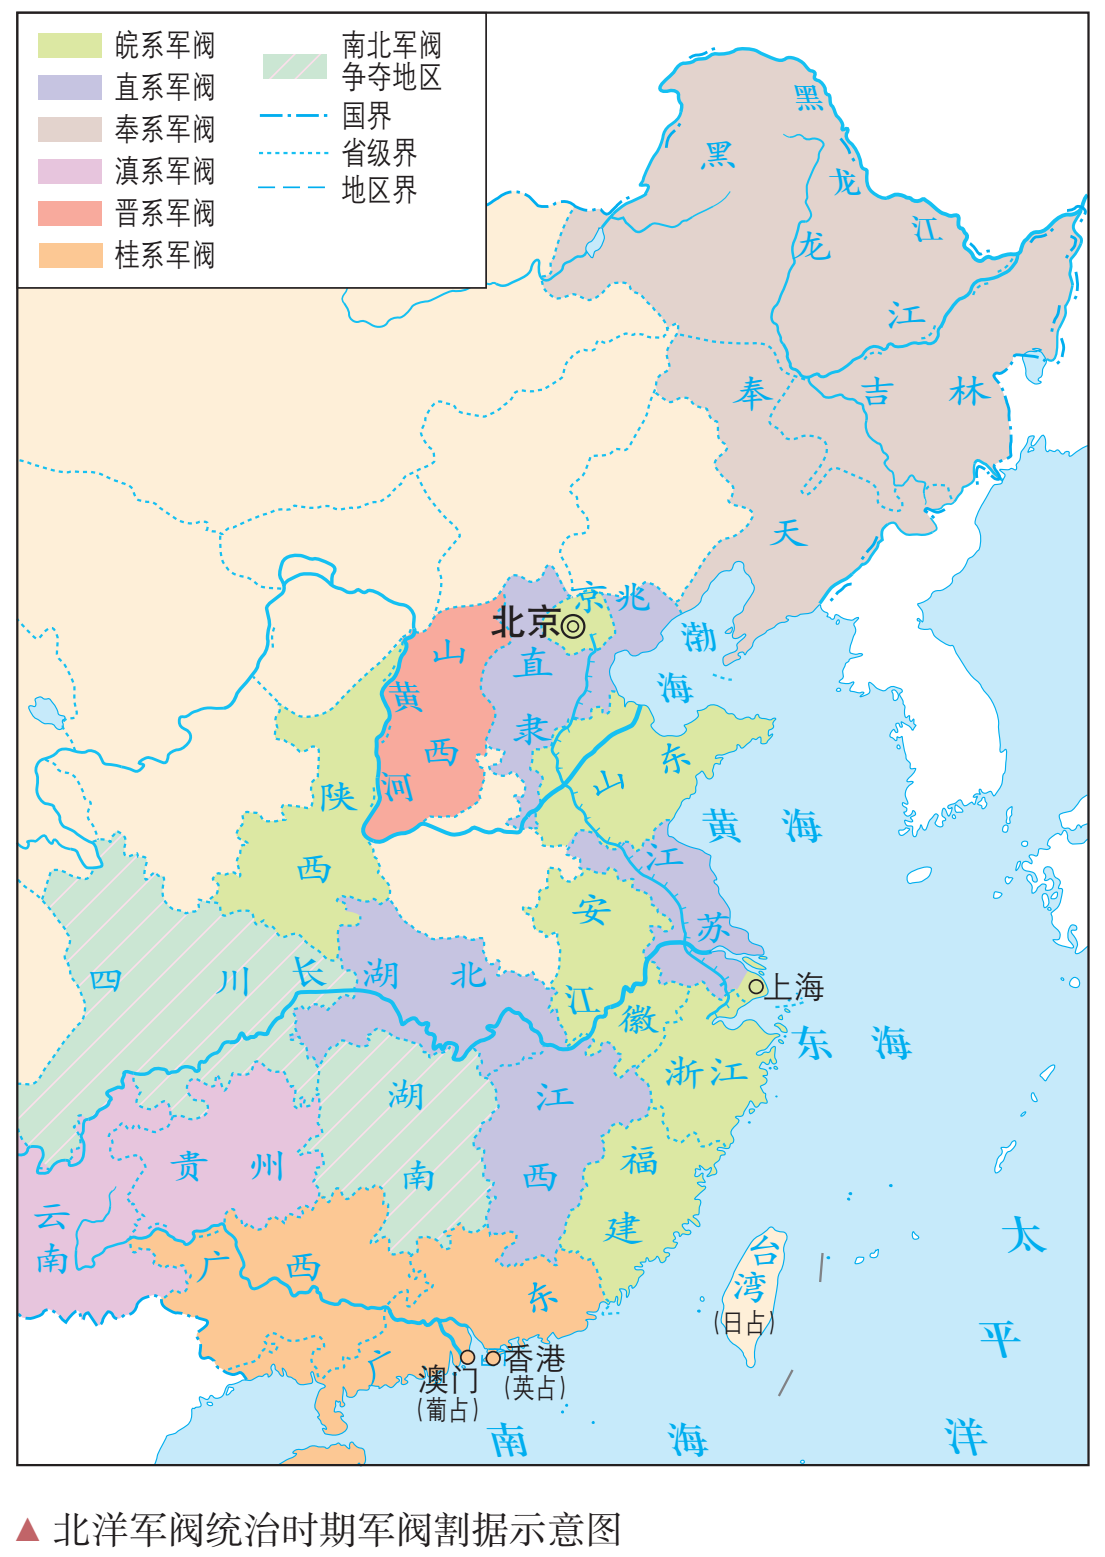 皖系军阀
直系军阀
奉系军阀
滇系军阀
晋系军阀
桂系军阀
南北军阀
争夺地区
国界
省级界
地区界
黑龙江
黑龙江
吉林
奉天
北京
京兆
直隶
渤海
山西
黄河
陕西
山东
黄海
江苏
安徽
上海
四川
长江
湖北
浙江
东海
湖南
江西
贵州
云南
福建
广西
广东
台湾
(日占)
澳门
(葡占)
香港
(英占)
南海
太平洋
▲ 北洋军阀统治时期军阀割据示意图